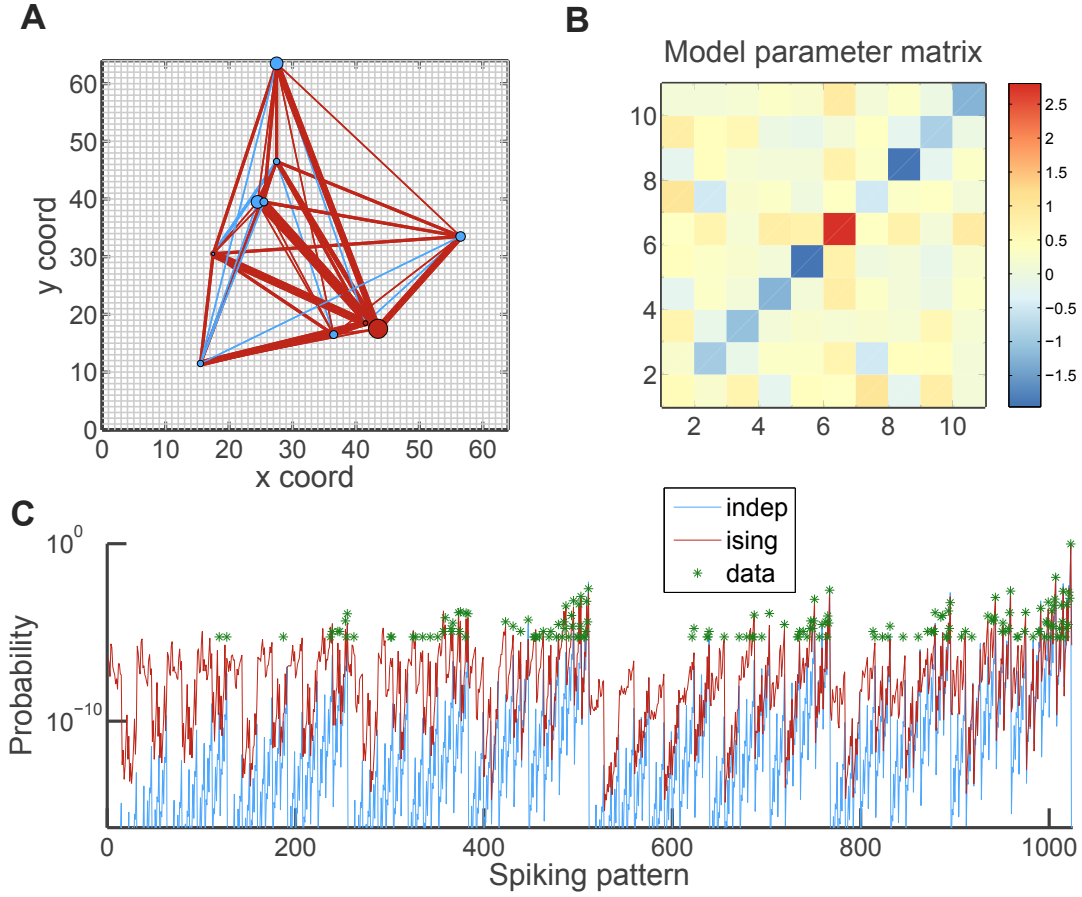 A
60
50
40
30
20
10
0
0 10 20 30 40 50 60
y coord
x coord
B
Model parameter matrix
10
8
6
4
2
2 4 6 8 10
2.5
2
1.5
1
0.5
0
−0.5
−1
−1.5
C
indep
ising
data
10^0
10^−10
Probability
0 200 400 600 800 1000
Spiking pattern